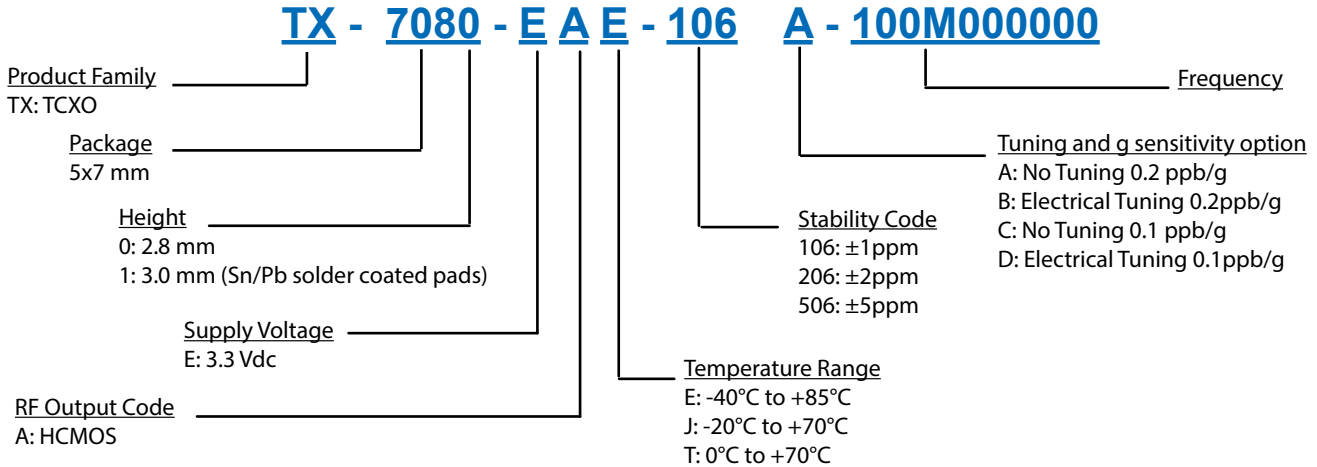 TX - 7080 - E A E - 106 A - 100M000000
Product Family
TX: TCXO
Package
5x7 mm
Height
0: 2.8 mm
1: 3.0 mm (Sn/Pb solder coated pads)
Supply Voltage
E: 3.3 Vdc
RF Output Code
A: HCMOS
Temperature Range
E: -40°C to +85°C
J: -20°C to +70°C
T: 0°C to +70°C
Stability Code
106: ±1ppm
206: ±2ppm
506: ±5ppm
Tuning and g sensitivity option
A: No Tuning 0.2 ppb/g
B: Electrical Tuning 0.2ppb/g
C: No Tuning 0.1 ppb/g
D: Electrical Tuning 0.1ppb/g
Frequency